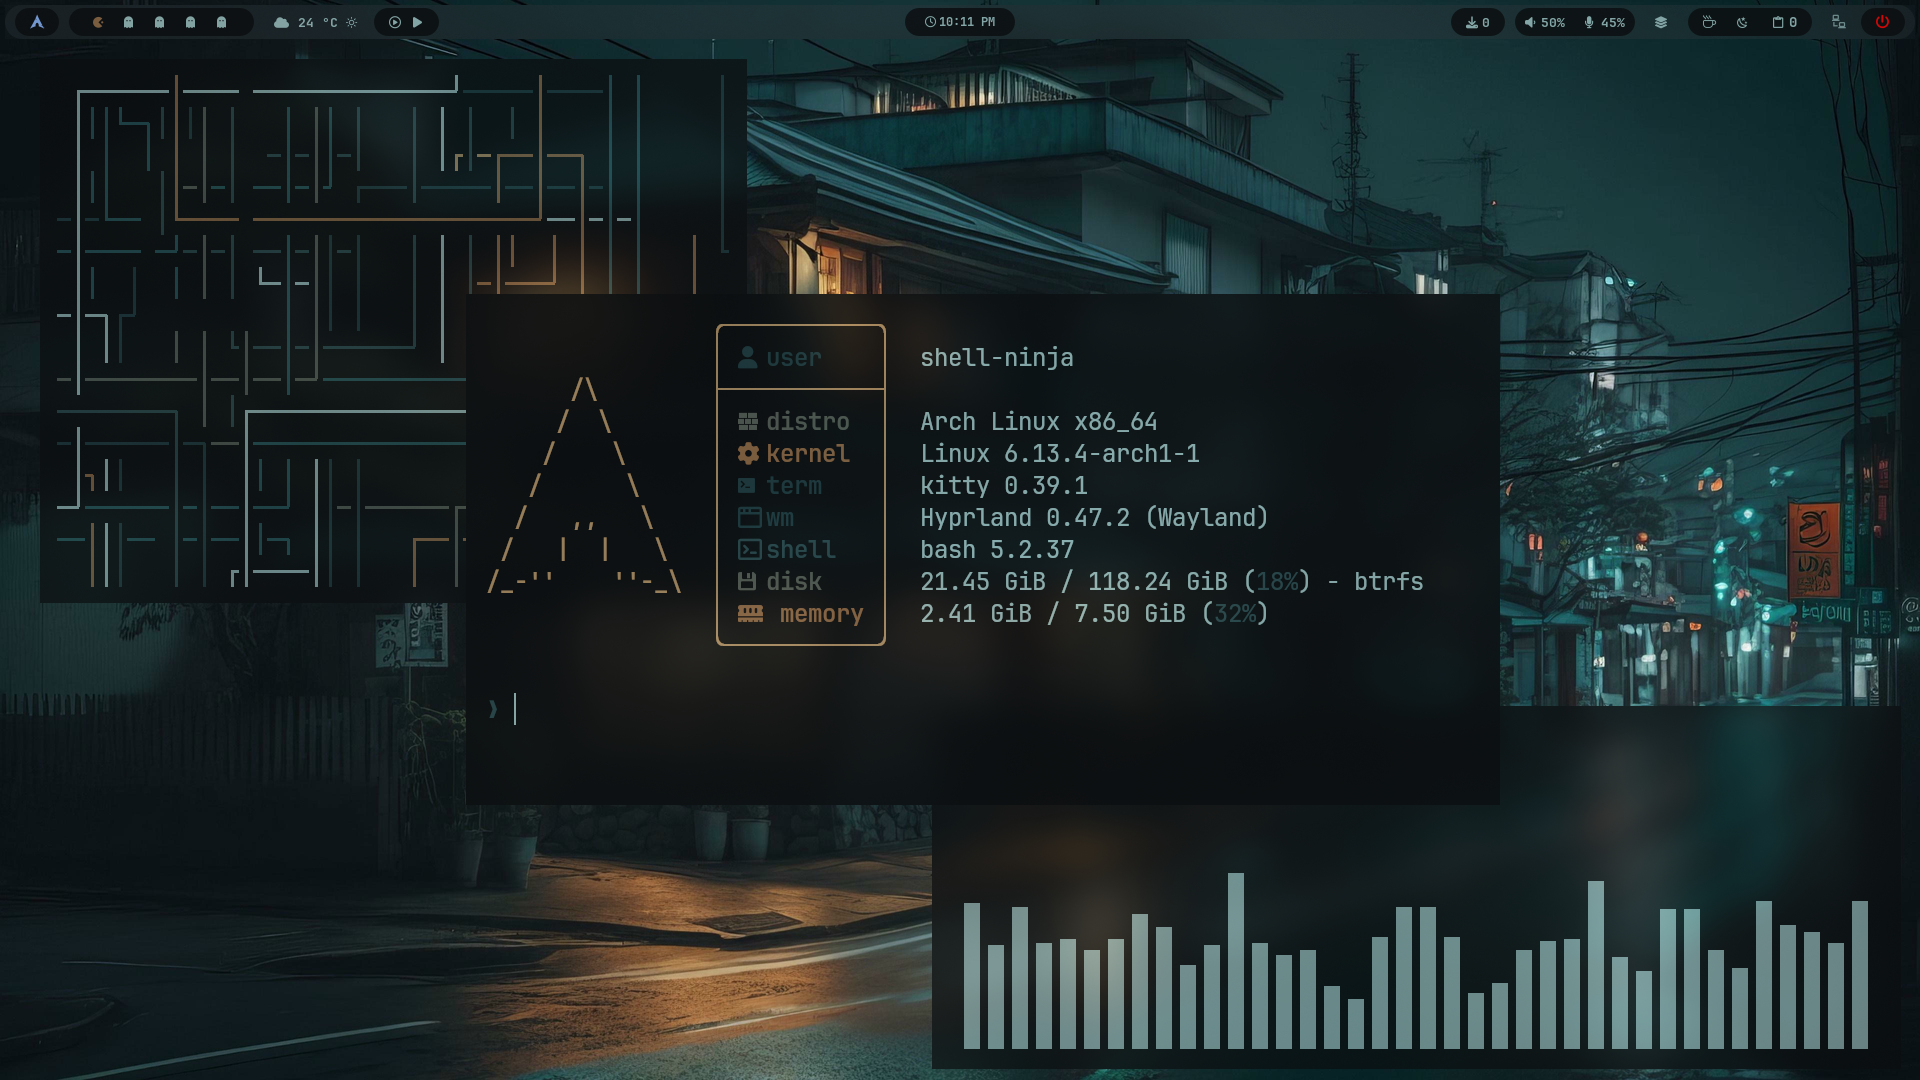 24 °C
10:11 PM
0
50% 45%
0
user shell-ninja
distro Arch Linux x86_64
kernel Linux 6.13.4-arch1-1
term kitty 0.39.1
wm Hyprland 0.47.2 (Wayland)
shell bash 5.2.37
disk 21.45 GiB / 118.24 GiB (18%) - btrfs
memory 2.41 GiB / 7.50 GiB (32%)
❯